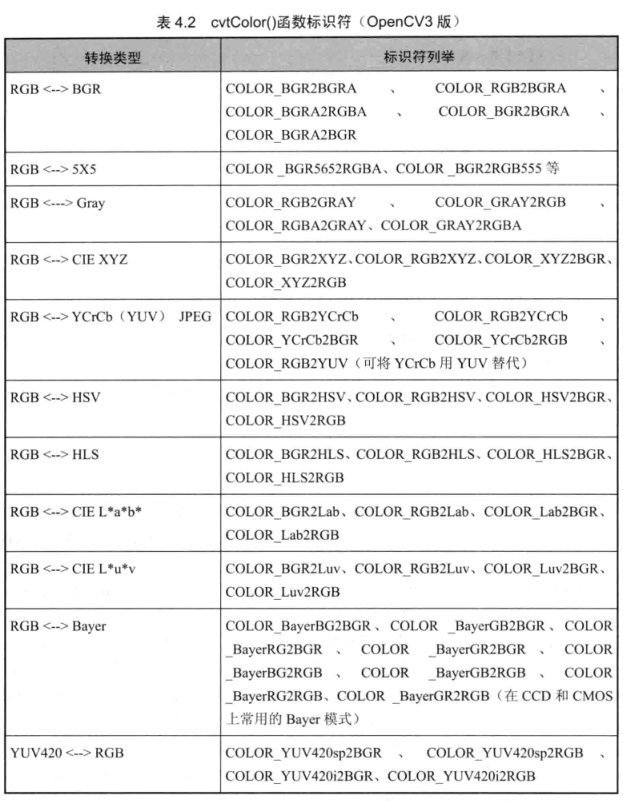 表 4.2 cvtColor()函数标识符（OpenCV3 版）
转换类型 标识符列举
RGB <--> BGR COLOR_BGR2BGRA 、 COLOR_RGB2BGRA 、
COLOR_BGRA2RGBA 、 COLOR_BGR2BGRA 、
COLOR_BGRA2BGR
RGB <--> 5X5 COLOR _BGR5652RGBA、COLOR _BGR2RGB555 等
RGB <---> Gray COLOR_RGB2GRAY 、 COLOR_GRAY2RGB 、
COLOR_RGBA2GRAY、COLOR_GRAY2RGBA
RGB <--> CIE XYZ COLOR_BGR2XYZ、COLOR_RGB2XYZ、COLOR_XYZ2BGR、
COLOR_XYZ2RGB
RGB <--> YCrCb（YUV） JPEG COLOR_RGB2YCrCb 、 COLOR_RGB2YCrCb 、
COLOR_YCrCb2BGR 、 COLOR_YCrCb2RGB 、
COLOR_RGB2YUV（可将 YCrCb 用 YUV 替代）
RGB <--> HSV COLOR_BGR2HSV、COLOR_RGB2HSV、COLOR_HSV2BGR、
COLOR_HSV2RGB
RGB <--> HLS COLOR_BGR2HLS、COLOR_RGB2HLS、COLOR_HLS2BGR、
COLOR_HLS2RGB
RGB <--> CIE L*a*b* COLOR_BGR2Lab、COLOR_RGB2Lab、COLOR_Lab2BGR、
COLOR_Lab2RGB
RGB <--> CIE L*u*v COLOR_BGR2Luv、COLOR_RGB2Luv、COLOR_Luv2BGR、
COLOR_Luv2RGB
RGB <--> Bayer COLOR_BayerBG2BGR、COLOR _BayerGB2BGR、COLOR
_BayerRG2BGR 、 COLOR _BayerGR2BGR 、 COLOR
_BayerBG2RGB 、 COLOR _BayerGB2RGB 、 COLOR
_BayerRG2RGB、COLOR _BayerGR2RGB（在 CCD 和 CMOS
上常用的 Bayer 模式）
YUV420 <--> RGB COLOR_YUV420sp2BGR 、 COLOR_YUV420sp2RGB 、
COLOR_YUV420i2BGR、COLOR_YUV420i2RGB